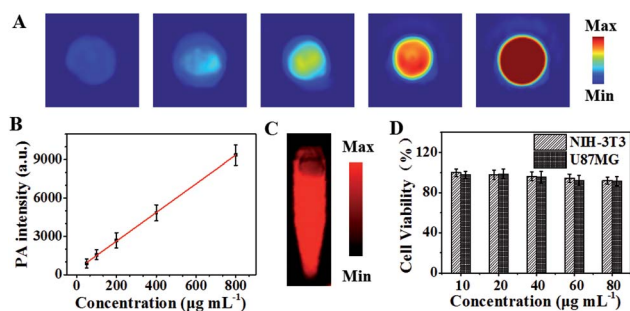 A
Max
Min
B
PA intensity (a.u.)
9000
6000
3000
0
0 200 400 600 800
Concentration (µg mL⁻¹)
C
Max
Min
D
Cell Viability (%)
120
80
40
0
NIH-3T3
U87MG
10 20 40 60 80
Concentration (µg mL⁻¹)